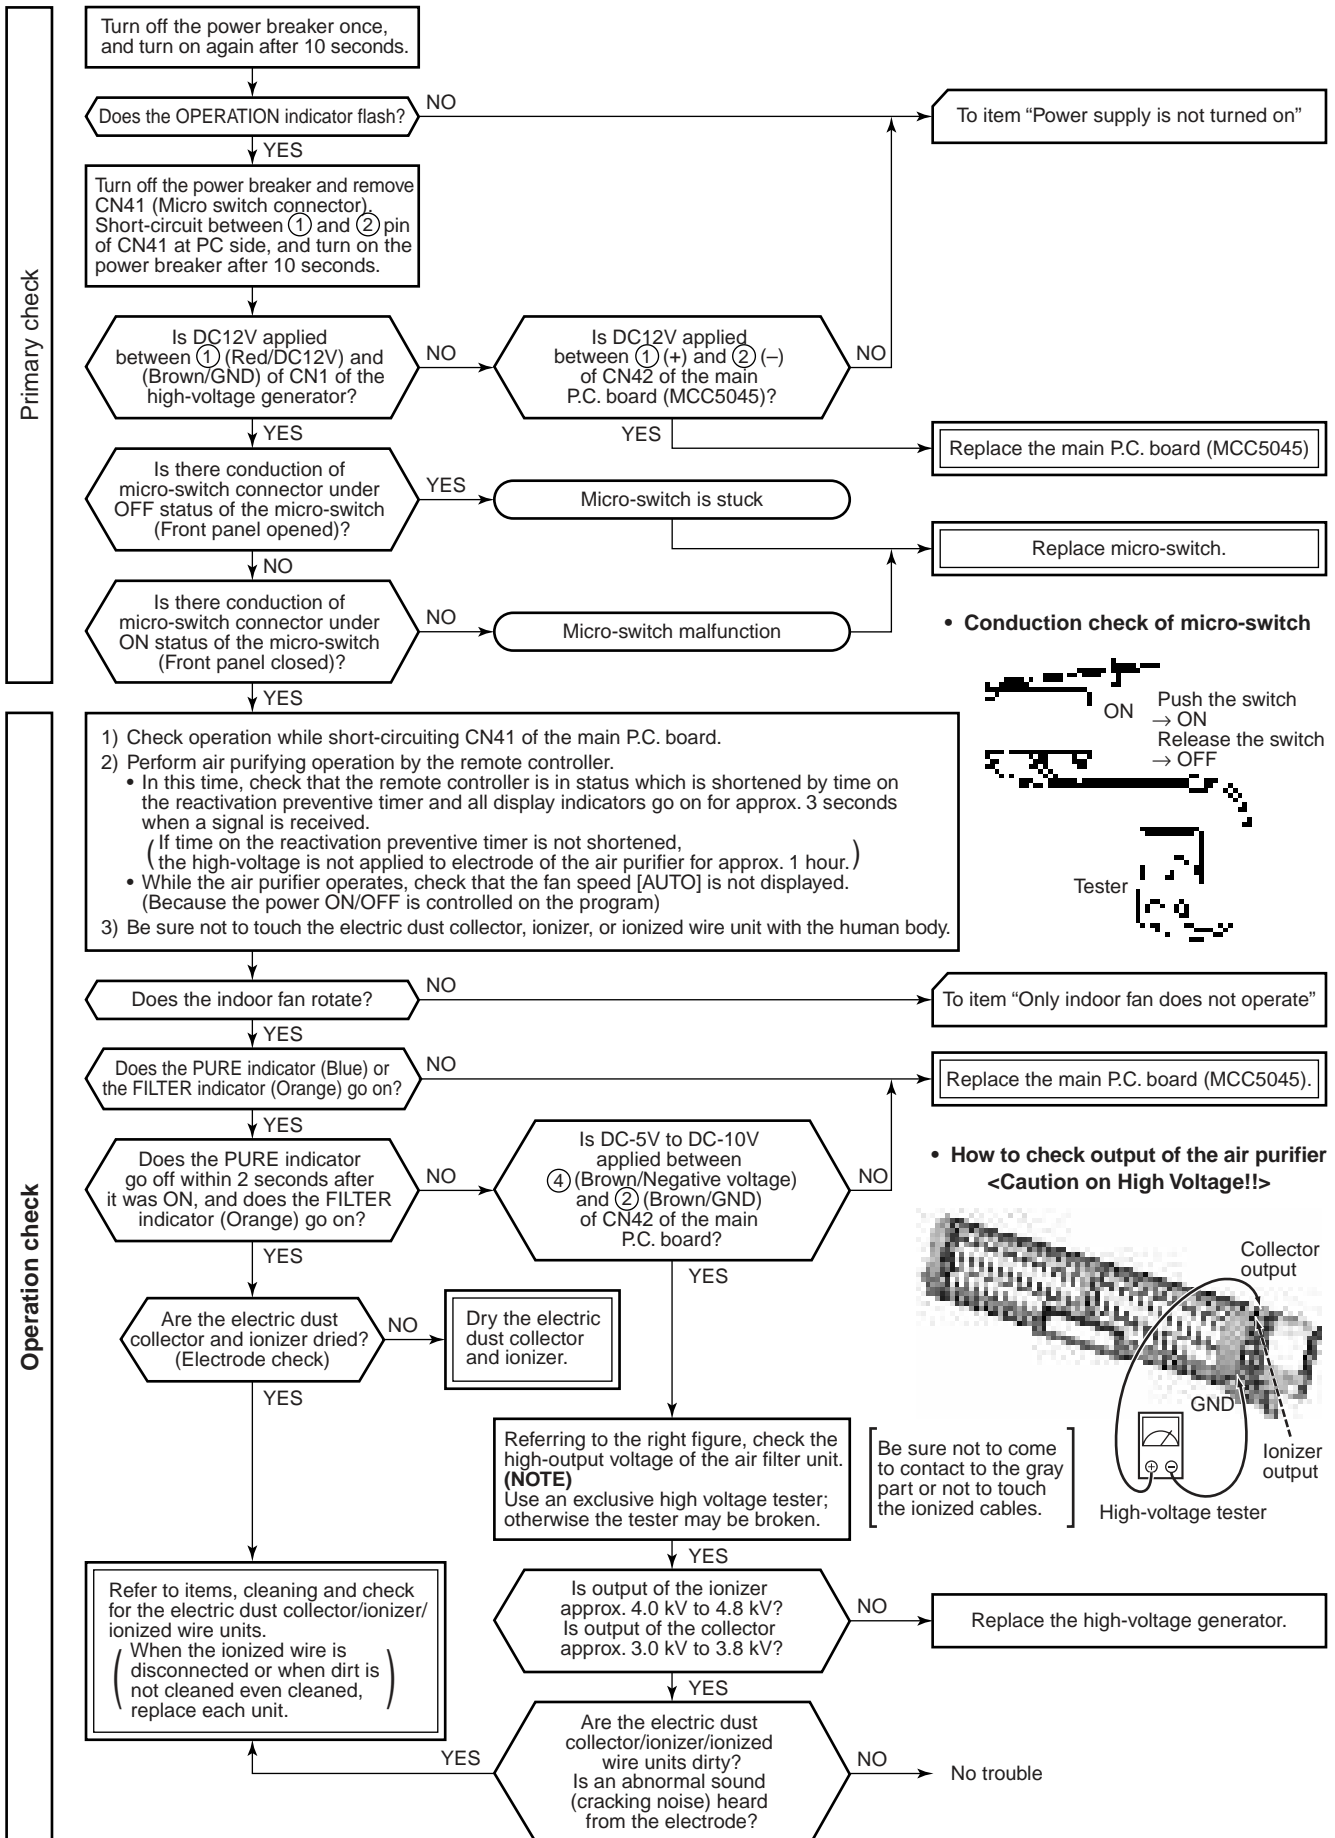 Primary check
Turn off the power breaker once,
and turn on again after 10 seconds.
Does the OPERATION indicator flash?
NO
To item “Power supply is not turned on”
YES
Turn off the power breaker and remove
CN41 (Micro switch connector).
Short-circuit between ① and ② pin
of CN41 at PC side, and turn on the
power breaker after 10 seconds.
Is DC12V applied
between ① (Red/DC12V) and
(Brown/GND) of CN1 of the
high-voltage generator?
NO
Is DC12V applied
between ① (+) and ② (–)
of CN42 of the main
P.C. board (MCC5045)?
NO
YES
YES
Replace the main P.C. board (MCC5045)
Is there conduction of
micro-switch connector under
OFF status of the micro-switch
(Front panel opened)?
YES
Micro-switch is stuck
Replace micro-switch.
NO
Is there conduction of
micro-switch connector under
ON status of the micro-switch
(Front panel closed)?
NO
Micro-switch malfunction
YES
• Conduction check of micro-switch
ON
Push the switch
→ ON
Release the switch
→ OFF
Tester
Operation check
1) Check operation while short-circuiting CN41 of the main P.C. board.
2) Perform air purifying operation by the remote controller.
• In this time, check that the remote controller is in status which is shortened by time on
the reactivation preventive timer and all display indicators go on for approx. 3 seconds
when a signal is received.
(If time on the reactivation preventive timer is not shortened,
the high-voltage is not applied to electrode of the air purifier for approx. 1 hour.)
• While the air purifier operates, check that the fan speed [AUTO] is not displayed.
(Because the power ON/OFF is controlled on the program)
3) Be sure not to touch the electric dust collector, ionizer, or ionized wire unit with the human body.
Does the indoor fan rotate?
NO
To item “Only indoor fan does not operate”
YES
Does the PURE indicator (Blue) or
the FILTER indicator (Orange) go on?
NO
Replace the main P.C. board (MCC5045).
YES
Does the PURE indicator
go off within 2 seconds after
it was ON, and does the FILTER
indicator (Orange) go on?
NO
Is DC-5V to DC-10V
applied between
④ (Brown/Negative voltage)
and ② (Brown/GND)
of CN42 of the main
P.C. board?
NO
YES
YES
• How to check output of the air purifier
<Caution on High Voltage!!>
Collector
output
GND
Ionizer
output
High-voltage tester
[Be sure not to come
to contact to the gray
part or not to touch
the ionized cables.]
Are the electric dust
collector and ionizer dried?
(Electrode check)
NO
Dry the electric
dust collector
and ionizer.
YES
Referring to the right figure, check the
high-output voltage of the air filter unit.
(NOTE)
Use an exclusive high voltage tester;
otherwise the tester may be broken.
YES
Refer to items, cleaning and check
for the electric dust collector/ionizer/
ionized wire units.
(When the ionized wire is
disconnected or when dirt is
not cleaned even cleaned,
replace each unit.)
Is output of the ionizer
approx. 4.0 kV to 4.8 kV?
Is output of the collector
approx. 3.0 kV to 3.8 kV?
NO
Replace the high-voltage generator.
YES
Are the electric dust
collector/ionizer/ionized
wire units dirty?
Is an abnormal sound
(cracking noise) heard
from the electrode?
YES
NO
No trouble